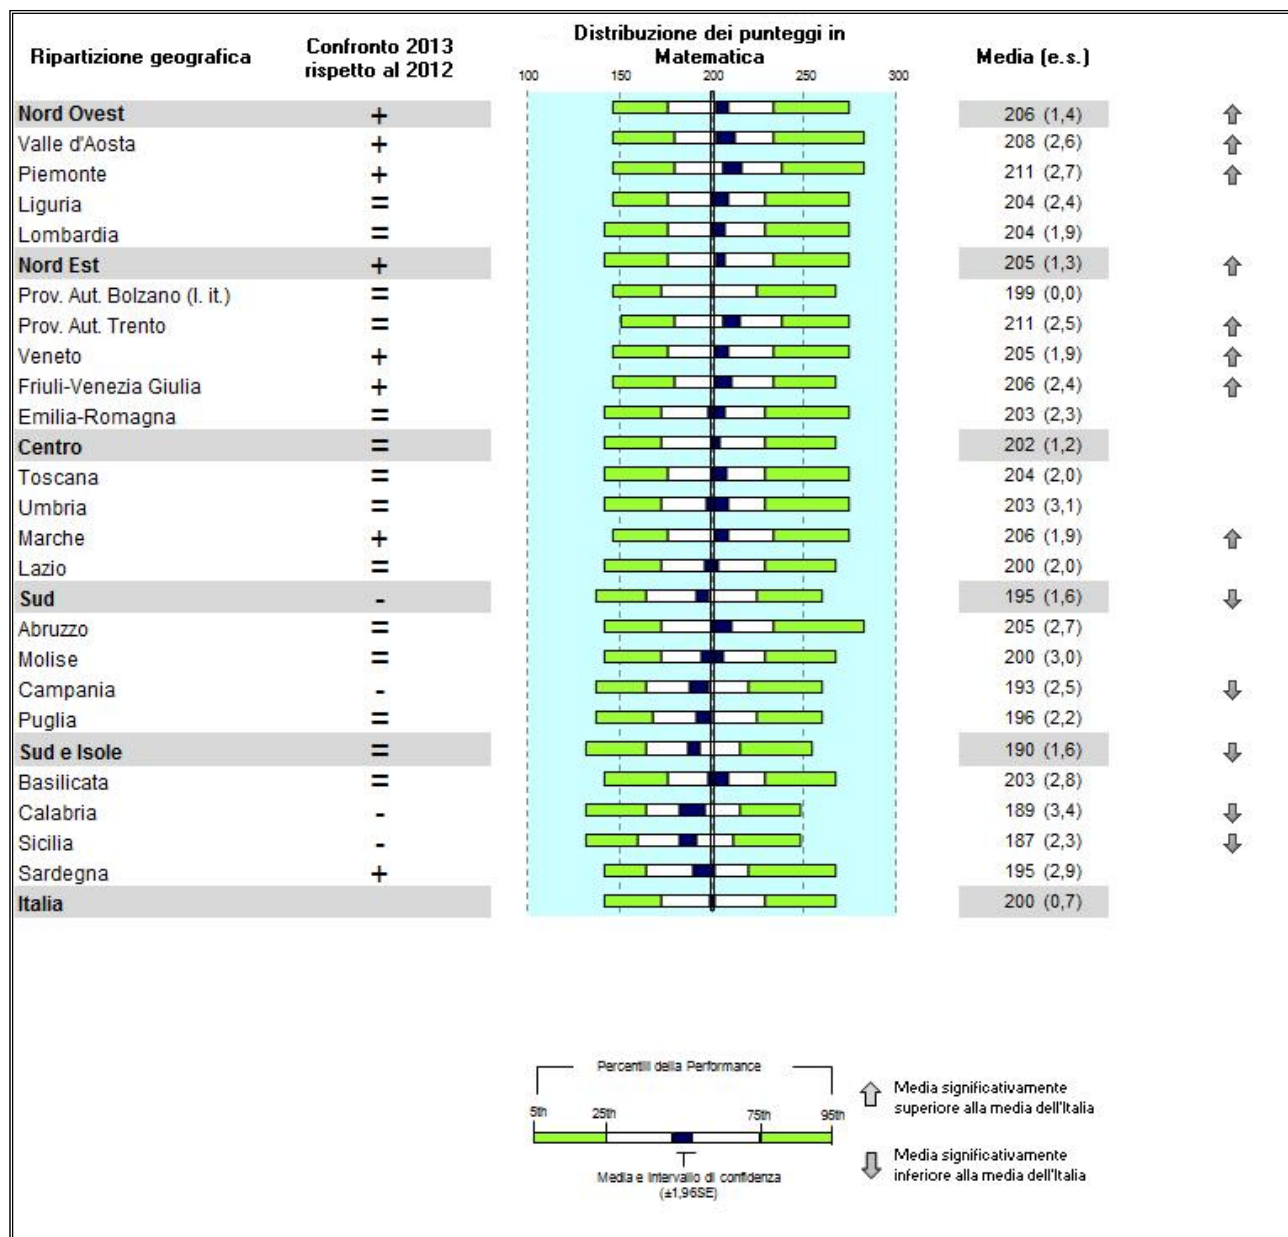 Ripartizione geografica
Confronto 2013
rispetto al 2012
Distribuzione dei punteggi in
Matematica
Media (e.s.)
100 150 200 250 300
Nord Ovest + 206 (1,4)
Valle d'Aosta + 208 (2,6)
Piemonte + 211 (2,7)
Liguria = 204 (2,4)
Lombardia = 204 (1,9)
Nord Est + 205 (1,3)
Prov. Aut. Bolzano (l. it.) = 199 (0,0)
Prov. Aut. Trento = 211 (2,5)
Veneto + 205 (1,9)
Friuli-Venezia Giulia + 206 (2,4)
Emilia-Romagna = 203 (2,3)
Centro = 202 (1,2)
Toscana = 204 (2,0)
Umbria = 203 (3,1)
Marche + 206 (1,9)
Lazio = 200 (2,0)
Sud - 195 (1,6)
Abruzzo = 205 (2,7)
Molise = 200 (3,0)
Campania - 193 (2,5)
Puglia = 196 (2,2)
Sud e Isole = 190 (1,6)
Basilicata = 203 (2,8)
Calabria - 189 (3,4)
Sicilia - 187 (2,3)
Sardegna + 195 (2,9)
Italia 200 (0,7)
Percentili della Performance
5th 25th 75th 95th
Media e Intervallo di confidenza
(±1,96SE)
Media significativamente
superiore alla media dell'Italia
Media significativamente
inferiore alla media dell'Italia